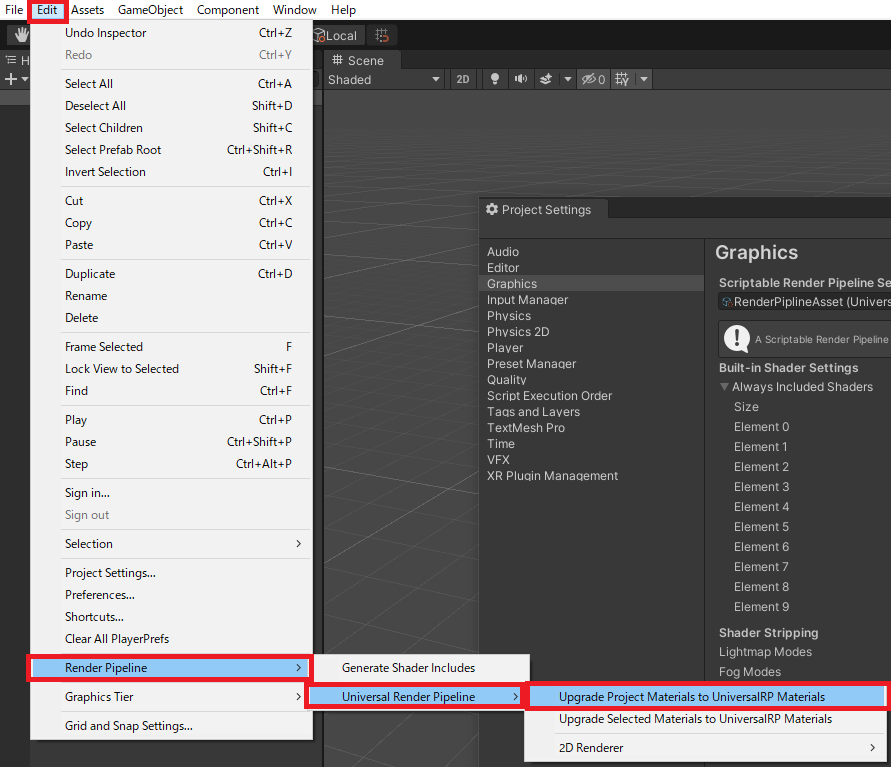 File Edit Assets GameObject Component Window Help
Undo Inspector Ctrl+Z
Redo Ctrl+Y
Select All Ctrl+A
Deselect All Shift+D
Select Children Shift+C
Select Prefab Root Ctrl+Shift+R
Invert Selection Ctrl+I
Cut Ctrl+X
Copy Ctrl+C
Paste Ctrl+V
Duplicate Ctrl+D
Rename
Delete
Frame Selected F
Lock View to Selected Shift+F
Find Ctrl+F
Play Ctrl+P
Pause Ctrl+Shift+P
Step Ctrl+Alt+P
Sign in...
Sign out
Selection
Project Settings...
Preferences...
Shortcuts...
Clear All PlayerPrefs
Render Pipeline
Graphics Tier
Grid and Snap Settings...
Generate Shader Includes
Universal Render Pipeline
Upgrade Project Materials to UniversalRP Materials
Upgrade Selected Materials to UniversalRP Materials
2D Renderer
Local
H
Scene
Shaded 2D 0
Project Settings
Audio
Editor
Graphics
Input Manager
Physics
Physics 2D
Player
Preset Manager
Quality
Script Execution Order
Tags and Layers
TextMesh Pro
Time
VFX
XR Plugin Management
Graphics
Scriptable Render Pipeline Se
RenderPiplineAsset (Univers
A Scriptable Render Pipeline
Built-in Shader Settings
Always Included Shaders
Size
Element 0
Element 1
Element 2
Element 3
Element 4
Element 5
Element 6
Element 7
Element 8
Element 9
Shader Stripping
Lightmap Modes
Fog Modes